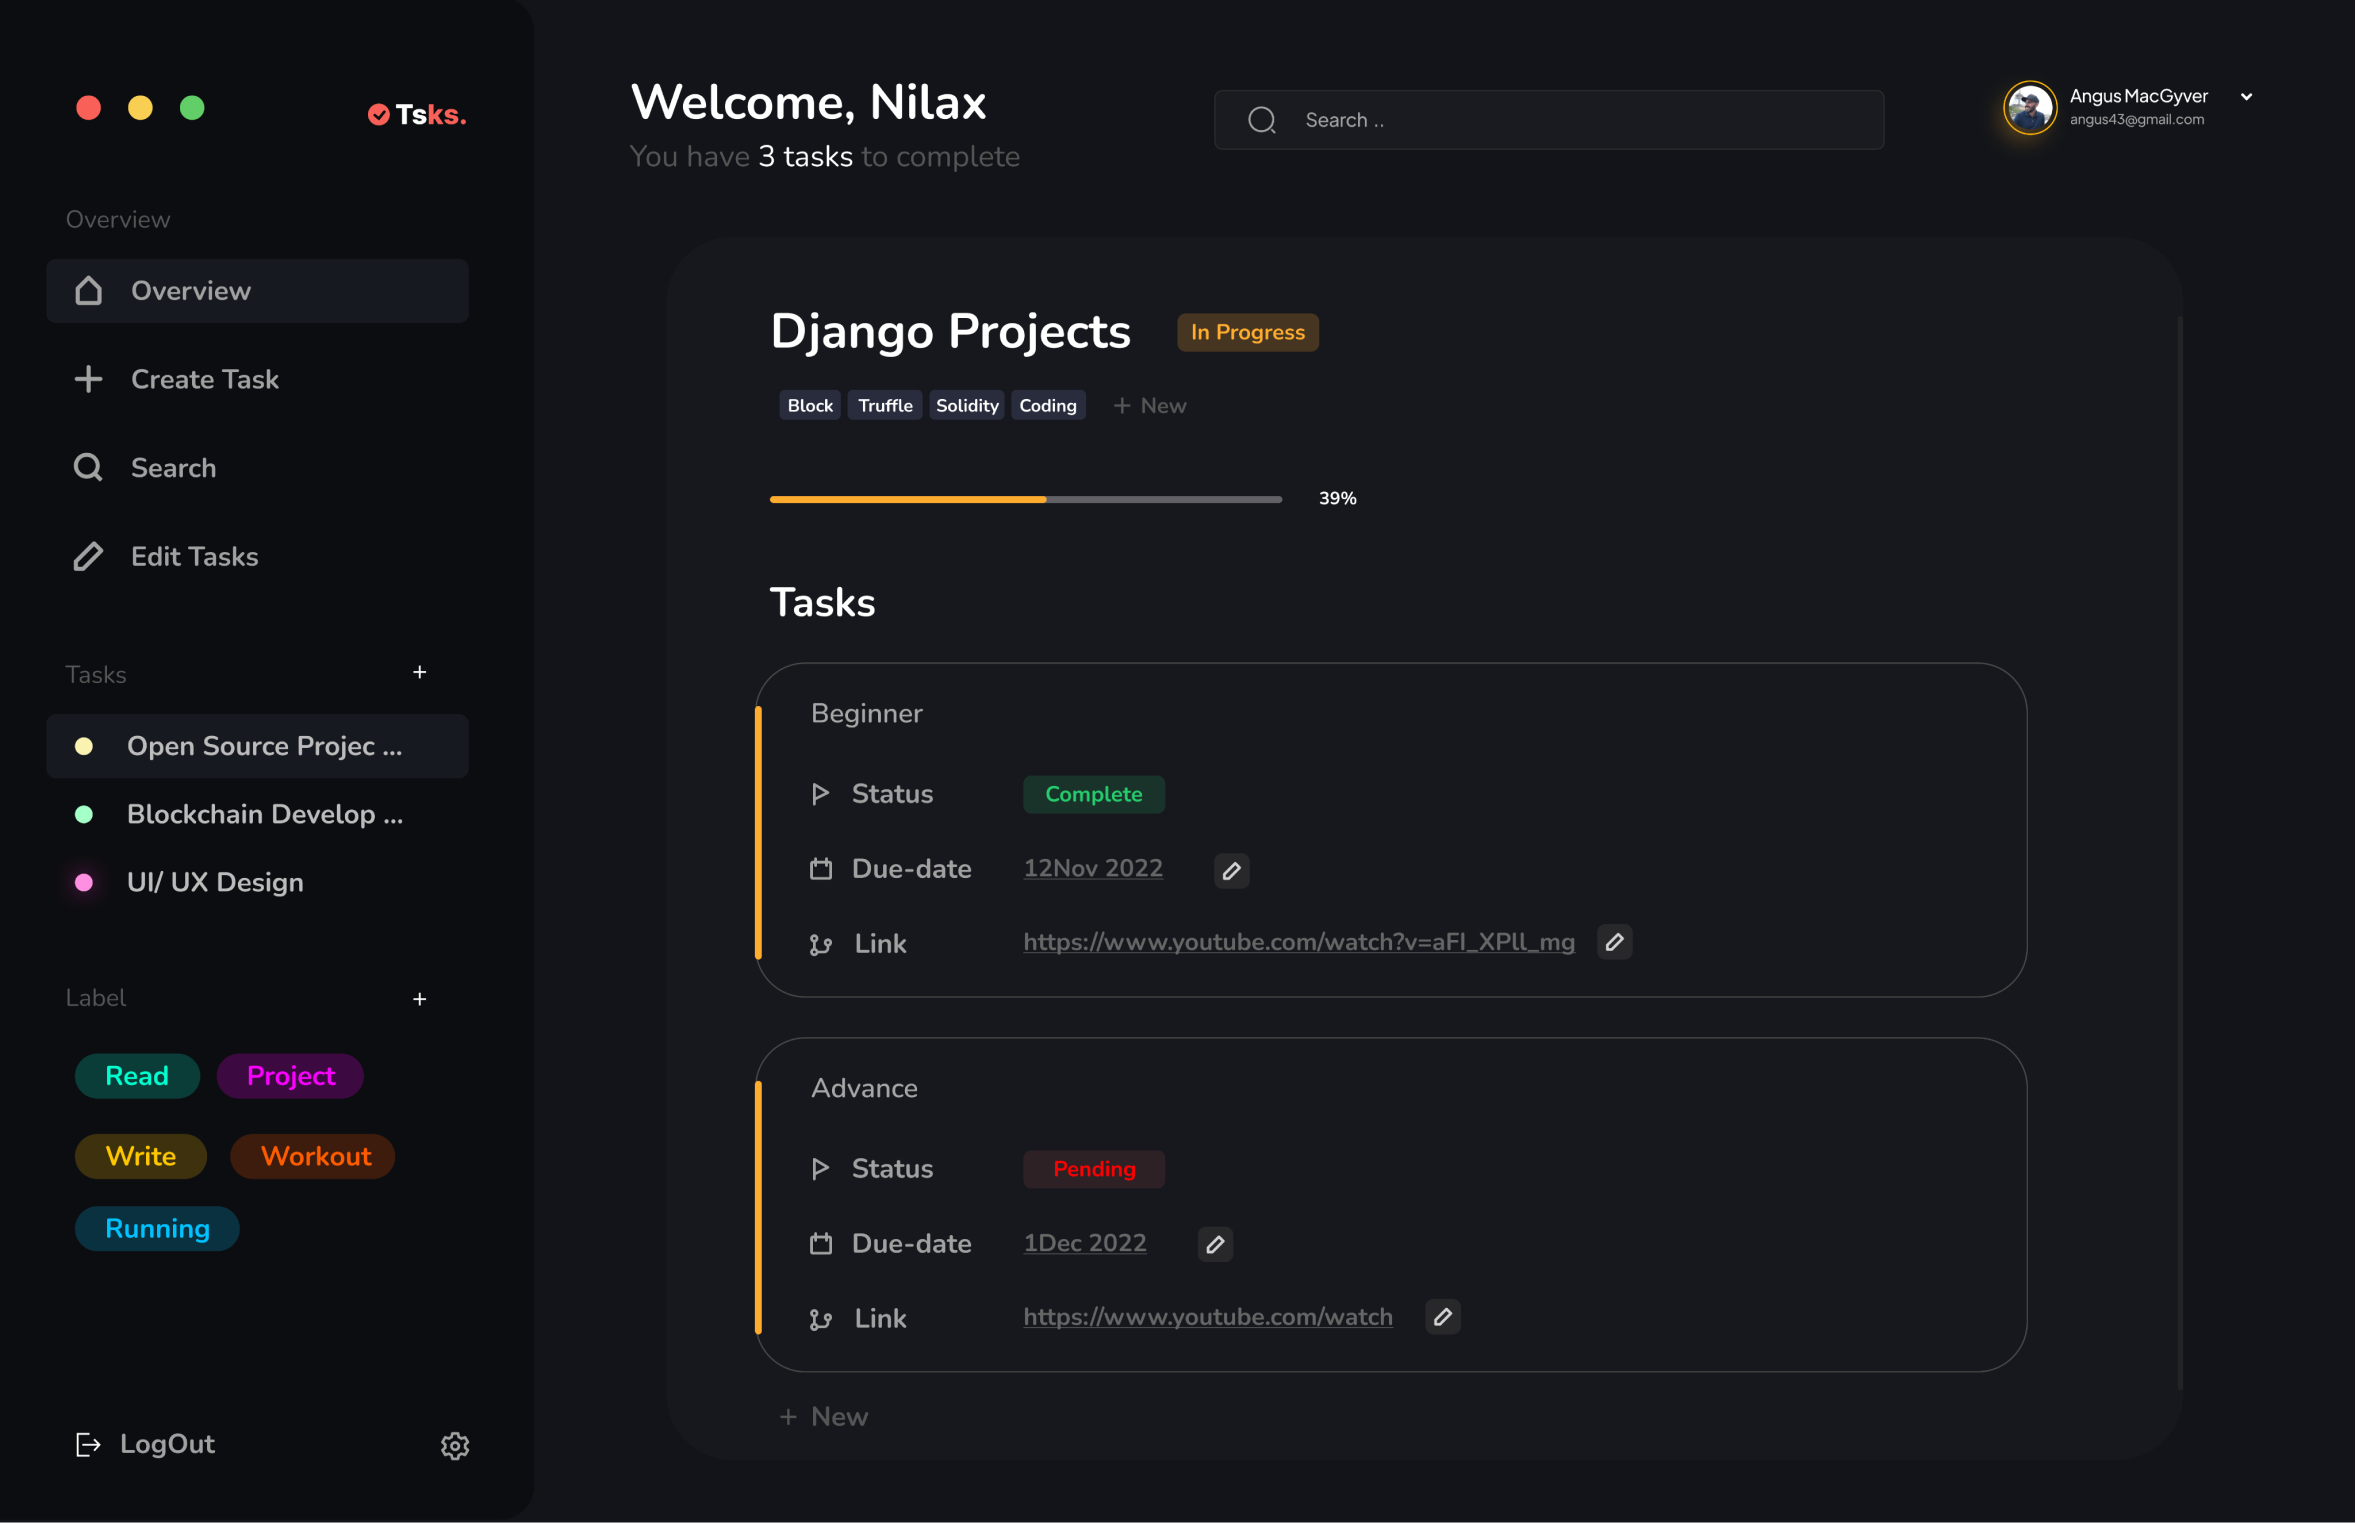 Tsks.
Overview
Overview
Create Task
Search
Edit Tasks
Tasks +
Open Source Projec ...
Blockchain Develop ...
UI/ UX Design
Label +
Read Project
Write Workout
Running
LogOut
Welcome, Nilax
You have 3 tasks to complete
Search ..
Angus MacGyver
angus43@gmail.com
Django Projects In Progress
Block Truffle Solidity Coding + New
39%
Tasks
Beginner
Status Complete
Due-date 12Nov 2022
Link https://www.youtube.com/watch?v=aFI_XPll_mg
Advance
Status Pending
Due-date 1Dec 2022
Link https://www.youtube.com/watch
+ New